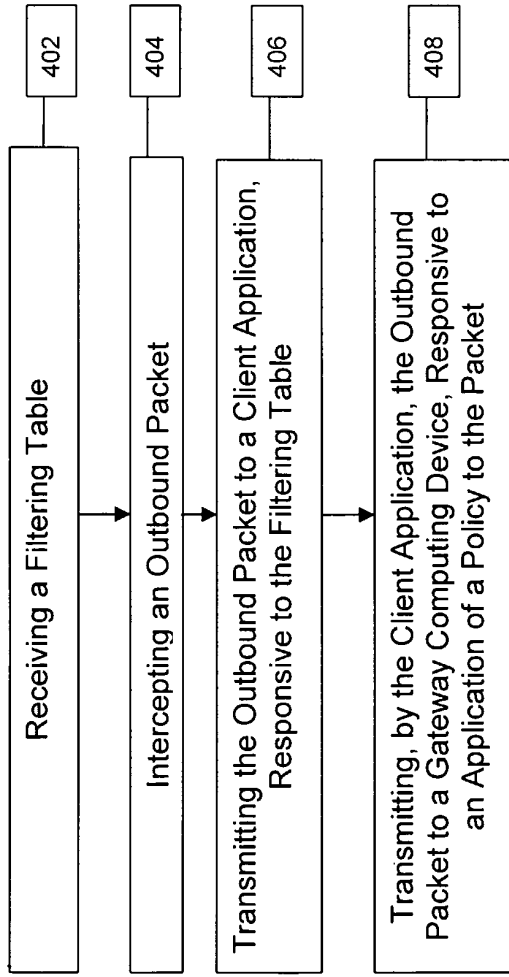 Receiving a Filtering Table
402
Intercepting an Outbound Packet
404
Transmitting the Outbound Packet to a Client Application,
Responsive to the Filtering Table
406
Transmitting, by the Client Application, the Outbound
Packet to a Gateway Computing Device, Responsive to
an Application of a Policy to the Packet
408